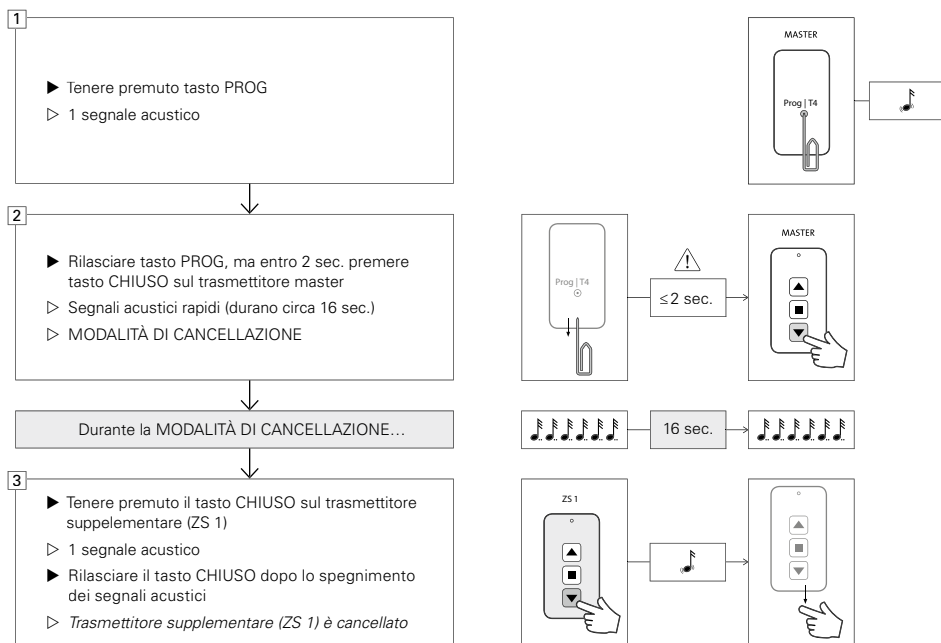 1
▶ Tenere premuto tasto PROG
▷ 1 segnale acustico
MASTER
Prog | T4
2
▶ Rilasciare tasto PROG, ma entro 2 sec. premere
tasto CHIUSO sul trasmettitore master
▷ Segnali acustici rapidi (durano circa 16 sec.)
▷ MODALITÀ DI CANCELLAZIONE
Prog | T4
≤2 sec.
MASTER
Durante la MODALITÀ DI CANCELLAZIONE…
16 sec.
3
▶ Tenere premuto il tasto CHIUSO sul trasmettitore
suppelementare (ZS 1)
▷ 1 segnale acustico
▶ Rilasciare il tasto CHIUSO dopo lo spegnimento
dei segnali acustici
▷ Trasmettitore supplementare (ZS 1) è cancellato
ZS 1